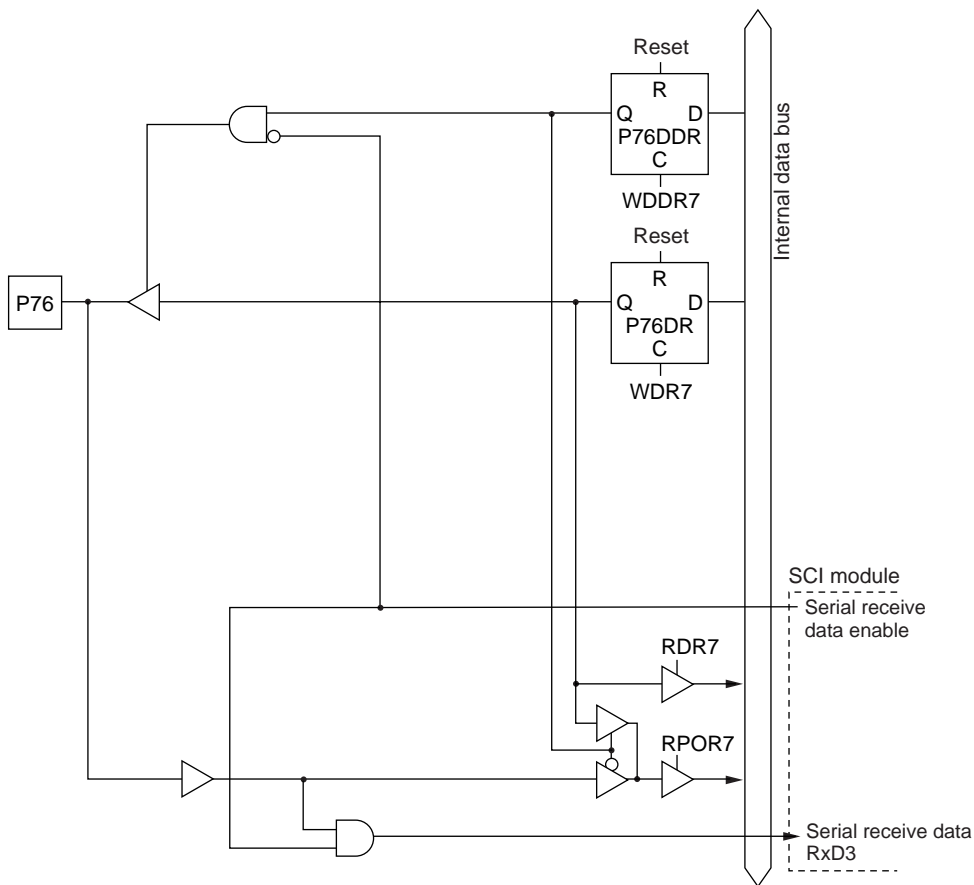 Reset
R
Q D
P76DDR
C
WDDR7
Internal data bus
Reset
R
Q D
P76DR
C
WDR7
P76
SCI module
Serial receive
data enable
RDR7
RPOR7
Serial receive data
RxD3